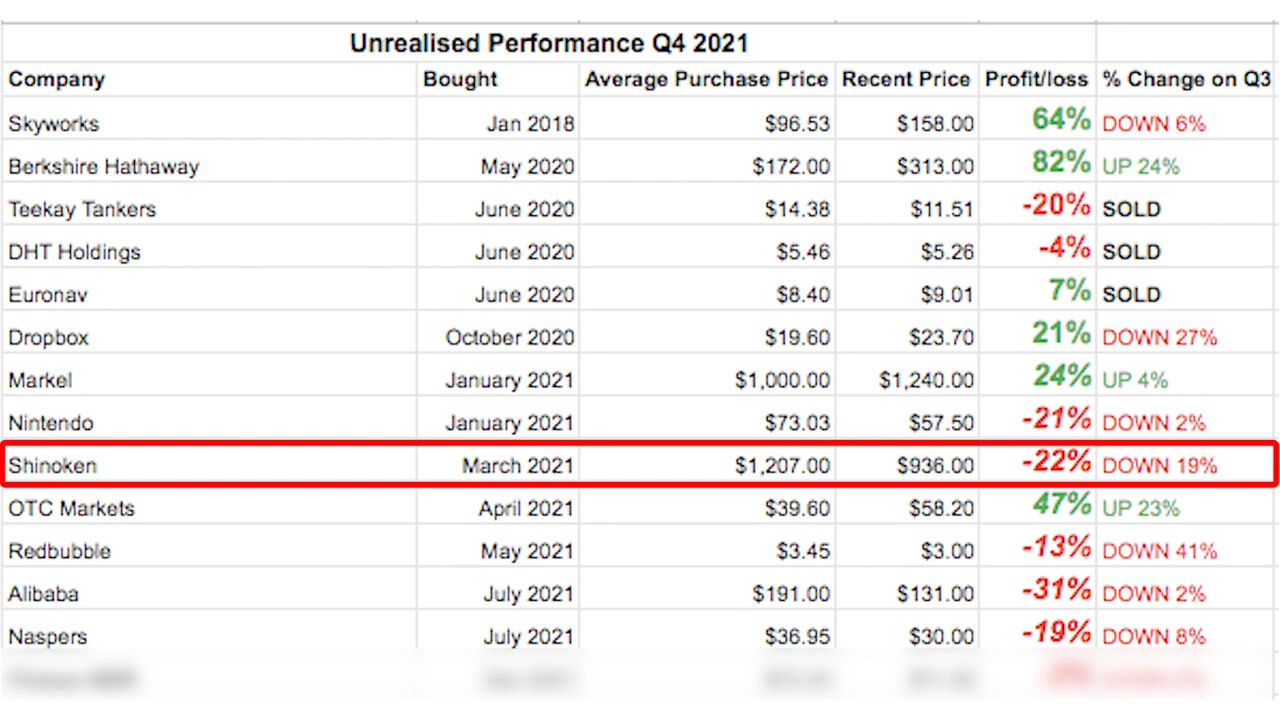 Unrealised Performance Q4 2021
Company Bought Average Purchase Price Recent Price Profit/loss % Change on Q3
Skyworks Jan 2018 $96.53 $158.00 64% DOWN 6%
Berkshire Hathaway May 2020 $172.00 $313.00 82% UP 24%
Teekay Tankers June 2020 $14.38 $11.51 -20% SOLD
DHT Holdings June 2020 $5.46 $5.26 -4% SOLD
Euronav June 2020 $8.40 $9.01 7% SOLD
Dropbox October 2020 $19.60 $23.70 21% DOWN 27%
Markel January 2021 $1,000.00 $1,240.00 24% UP 4%
Nintendo January 2021 $73.03 $57.50 -21% DOWN 2%
Shinoken March 2021 $1,207.00 $936.00 -22% DOWN 19%
OTC Markets April 2021 $39.60 $58.20 47% UP 23%
Redbubble May 2021 $3.45 $3.00 -13% DOWN 41%
Alibaba July 2021 $191.00 $131.00 -31% DOWN 2%
Naspers July 2021 $36.95 $30.00 -19% DOWN 8%